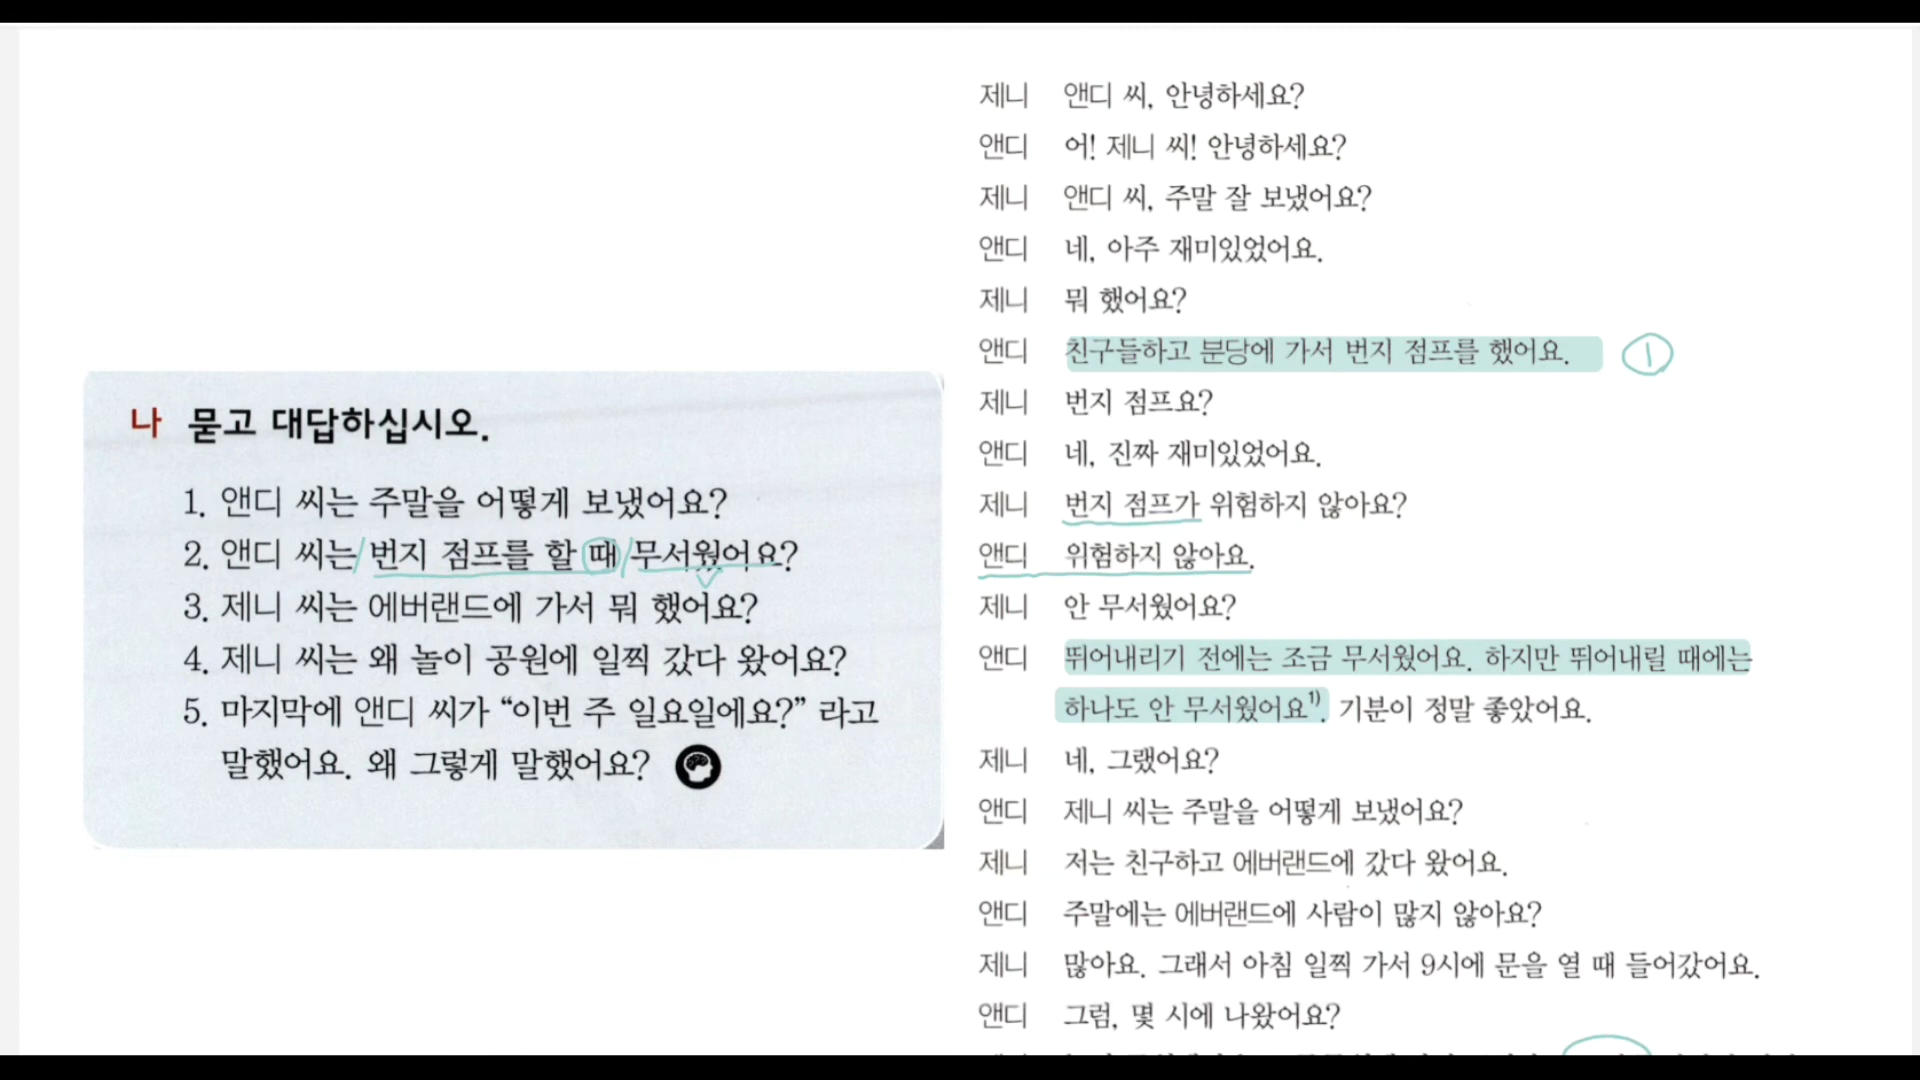 나 묻고 대답하십시오.
1. 앤디 씨는 주말을 어떻게 보냈어요?
2. 앤디 씨는 번지 점프를 할 때 무서웠어요?
3. 제니 씨는 에버랜드에 가서 뭐 했어요?
4. 제니 씨는 왜 놀이 공원에 일찍 갔다 왔어요?
5. 마지막에 앤디 씨가 “이번 주 일요일에요?” 라고
말했어요. 왜 그렇게 말했어요?
제니 앤디 씨, 안녕하세요?
앤디 어! 제니 씨! 안녕하세요?
제니 앤디 씨, 주말 잘 보냈어요?
앤디 네, 아주 재미있었어요.
제니 뭐 했어요?
앤디 친구들하고 분당에 가서 번지 점프를 했어요. 1
제니 번지 점프요?
앤디 네, 진짜 재미있었어요.
제니 번지 점프가 위험하지 않아요?
앤디 위험하지 않아요.
제니 안 무서웠어요?
앤디 뛰어내리기 전에는 조금 무서웠어요. 하지만 뛰어내릴 때에는
하나도 안 무서웠어요1). 기분이 정말 좋았어요.
제니 네, 그랬어요?
앤디 제니 씨는 주말을 어떻게 보냈어요?
제니 저는 친구하고 에버랜드에 갔다 왔어요.
앤디 주말에는 에버랜드에 사람이 많지 않아요?
제니 많아요. 그래서 아침 일찍 가서 9시에 문을 열 때 들어갔어요.
앤디 그럼, 몇 시에 나왔어요?